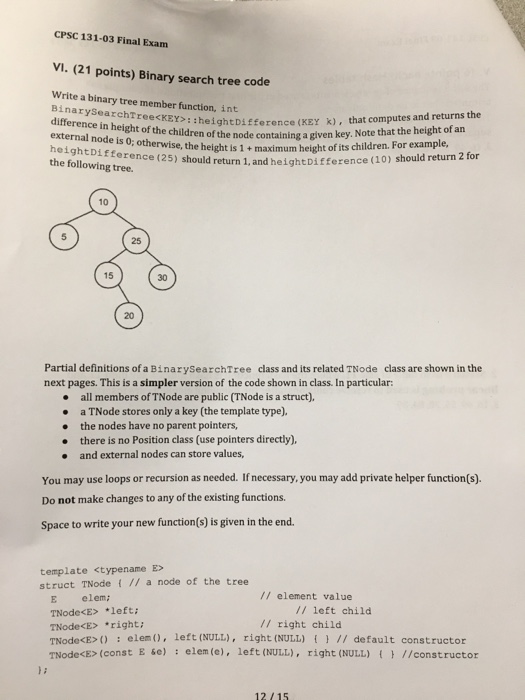 CPSC 131-03 Final Exam
VI. (21 points) Binary search tree code
Write a binary tree member function, int
BinarySearchTree<KEY>::heightDifference(KEY k), that computes and returns the
difference in height of the children of the node containing a given key. Note that the height of an
external node is 0; otherwise, the height is 1 + maximum height of its children. For example,
heightDifference(25) should return 1, and heightDifference(10) should return 2 for
the following tree.
10
5
25
15
30
20
Partial definitions of a BinarySearchTree class and its related TNode class are shown in the
next pages. This is a simpler version of the code shown in class. In particular:
• all members of TNode are public (TNode is a struct),
• a TNode stores only a key (the template type),
• the nodes have no parent pointers,
• there is no Position class (use pointers directly),
• and external nodes can store values,
You may use loops or recursion as needed. If necessary, you may add private helper function(s).
Do not make changes to any of the existing functions.
Space to write your new function(s) is given in the end.
template <typename E>
struct TNode { // a node of the tree
E elem; // element value
TNode<E> *left; // left child
TNode<E> *right; // right child
TNode<E>() : elem(), left(NULL), right(NULL) { } // default constructor
TNode<E>(const E &e) : elem(e), left(NULL), right(NULL) { } //constructor
};
12 / 15